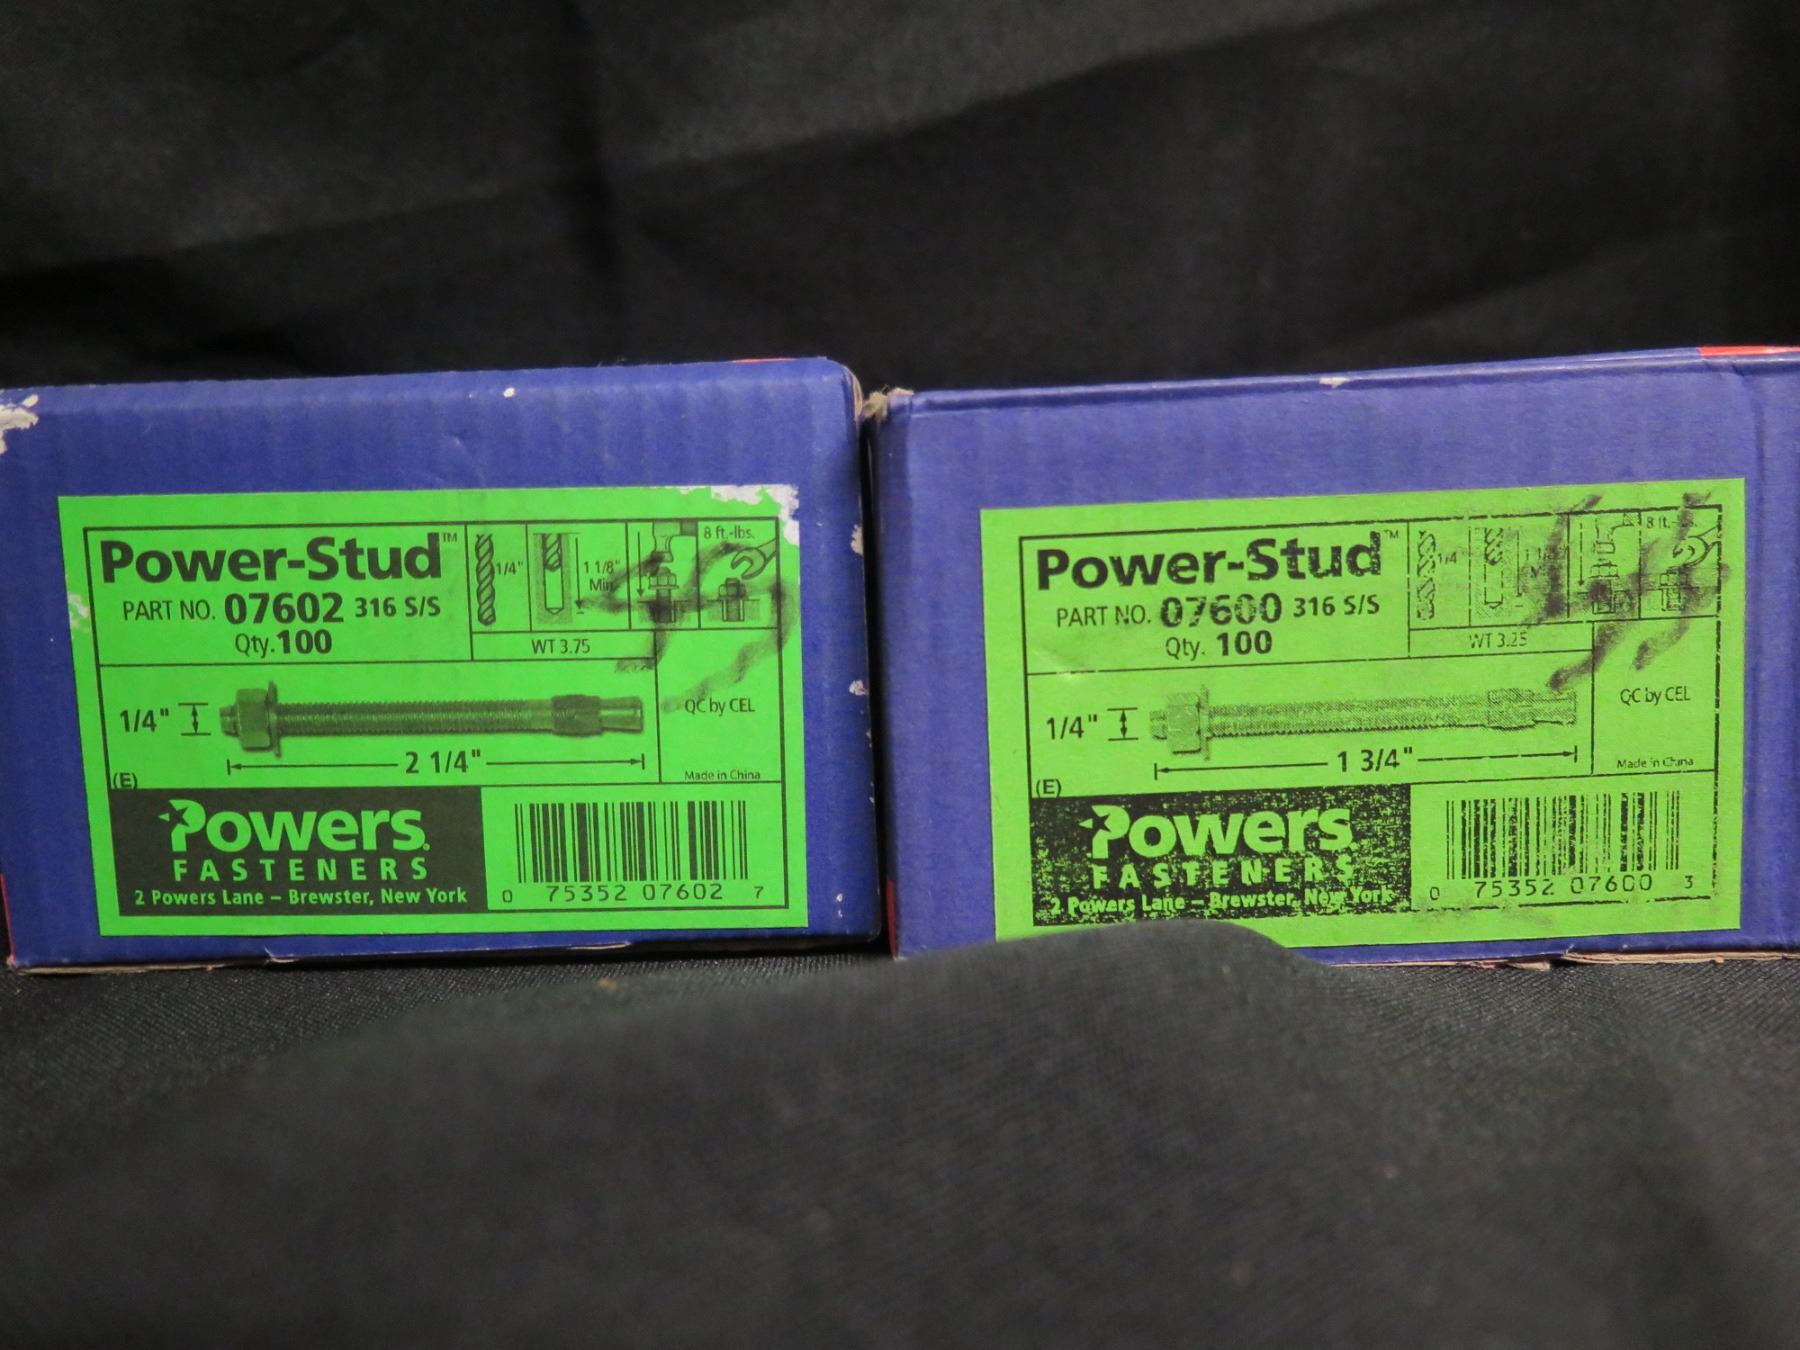 Power-Stud™
PART NO. 07602 316 S/S
Qty. 100
1/4"
1 1/8"
Min
8 ft.-lbs.
WT 3.75
1/4"
2 1/4"
QC by CEL
(E)
Made in China
Powers®
FASTENERS
2 Powers Lane – Brewster, New York
0 75352 07602 7
Power-Stud™
PART NO. 07600 316 S/S
Qty. 100
1/4
8 ft.-lbs.
WT 3.25
1/4"
1 3/4"
QC by CEL
(E)
Made in China
Powers
FASTENERS
2 Powers Lane – Brewster, New York
0 75352 07600 3